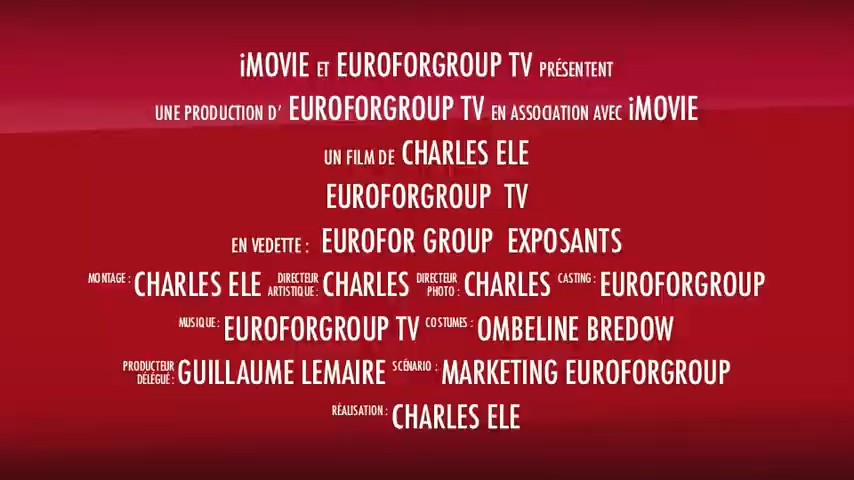 iMOVIE ET EUROFORGROUP TV PRÉSENTENT
UNE PRODUCTION D' EUROFORGROUP TV EN ASSOCIATION AVEC iMOVIE
UN FILM DE CHARLES ELE
EUROFORGROUP TV
EN VEDETTE : EUROFOR GROUP EXPOSANTS
MONTAGE : CHARLES ELE DIRECTEUR ARTISTIQUE : CHARLES DIRECTEUR PHOTO : CHARLES CASTING : EUROFORGROUP
MUSIQUE : EUROFORGROUP TV COSTUMES : OMBELINE BREDOW
PRODUCTEUR DÉLÉGUÉ : GUILLAUME LEMAIRE SCÉNARIO : MARKETING EUROFORGROUP
RÉALISATION : CHARLES ELE